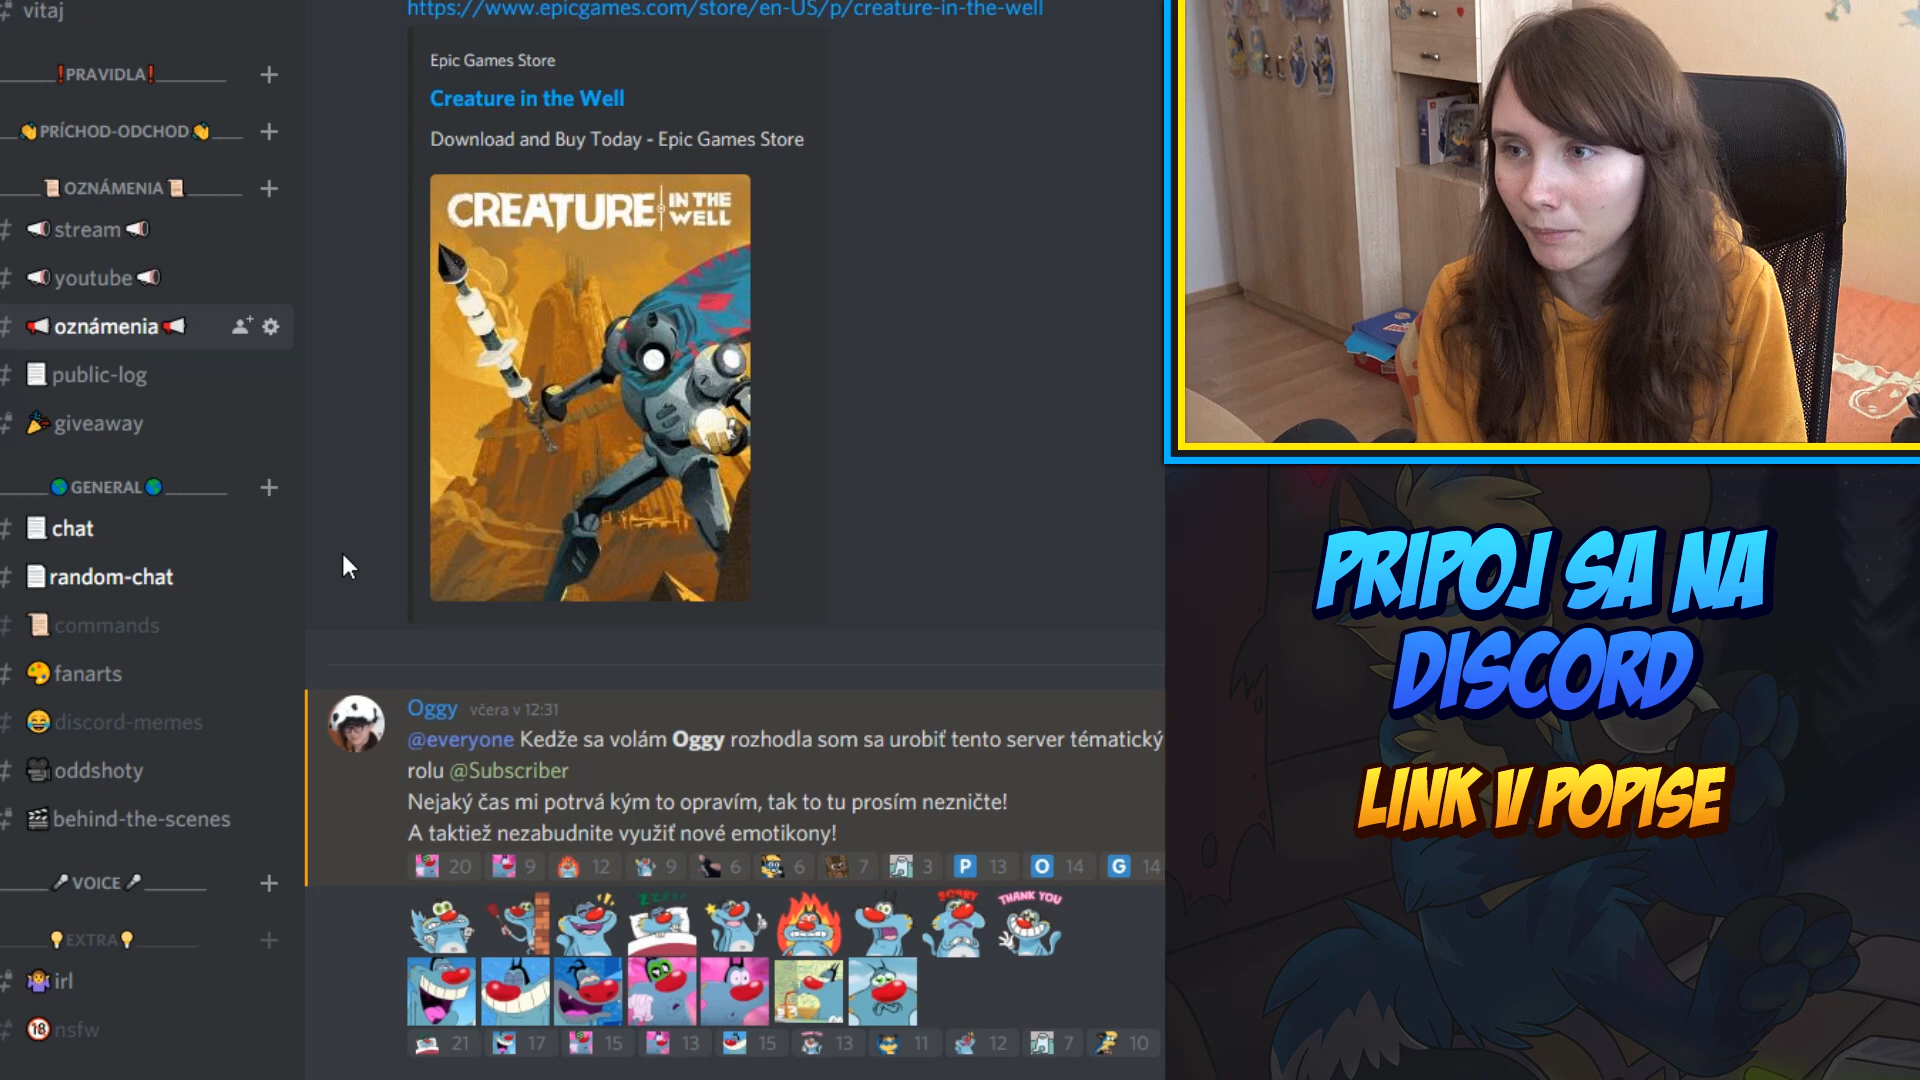 vitaj
PRAVIDLA
PRÍCHOD-ODCHOD
OZNÁMENIA
stream
youtube
oznámenia
public-log
giveaway
GENERAL
chat
random-chat
commands
fanarts
discord-memes
oddshoty
behind-the-scenes
VOICE
EXTRA
irl
18 nsfw
https://www.epicgames.com/store/en-US/p/creature-in-the-well
Epic Games Store
Creature in the Well
Download and Buy Today - Epic Games Store
CREATURE IN THE WELL
Oggy včera v 12:31
@everyone Kedže sa volám Oggy rozhodla som sa urobiť tento server tématický
rolu @Subscriber
Nejaký čas mi potrvá kým to opravím, tak to tu prosím nezničte!
A taktiež nezabudnite využiť nové emotikony!
20 9 12 9 6 6 7 3 P 13 O 14 G 14
ZZZZZ SORRY THANK YOU
21 17 15 13 15 13 11 12 7 10
PRIPOJ SA NA
DISCORD
LINK V POPISE